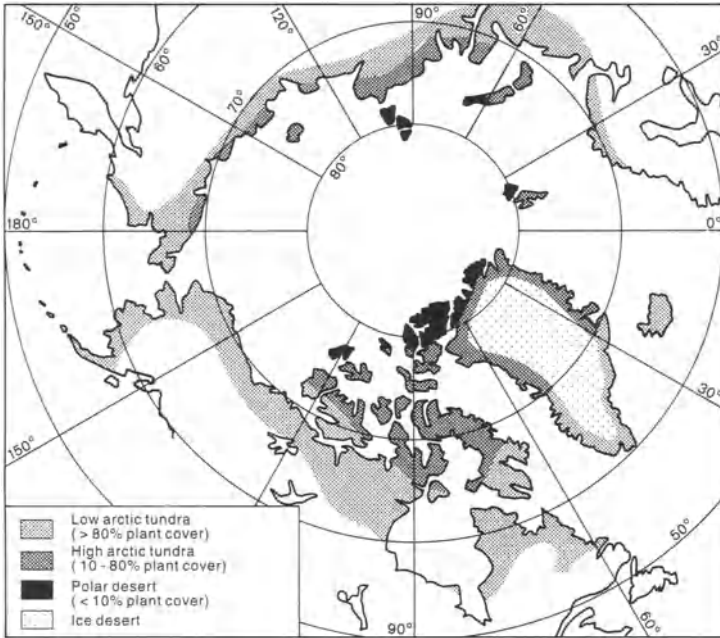 150°
50°
60°
120°
90°
60°
30°
70°
80°
180°
0°
30°
150°
50°
60°
90°
Low arctic tundra
(> 80% plant cover)
High arctic tundra
(10 - 80% plant cover)
Polar desert
(< 10% plant cover)
Ice desert